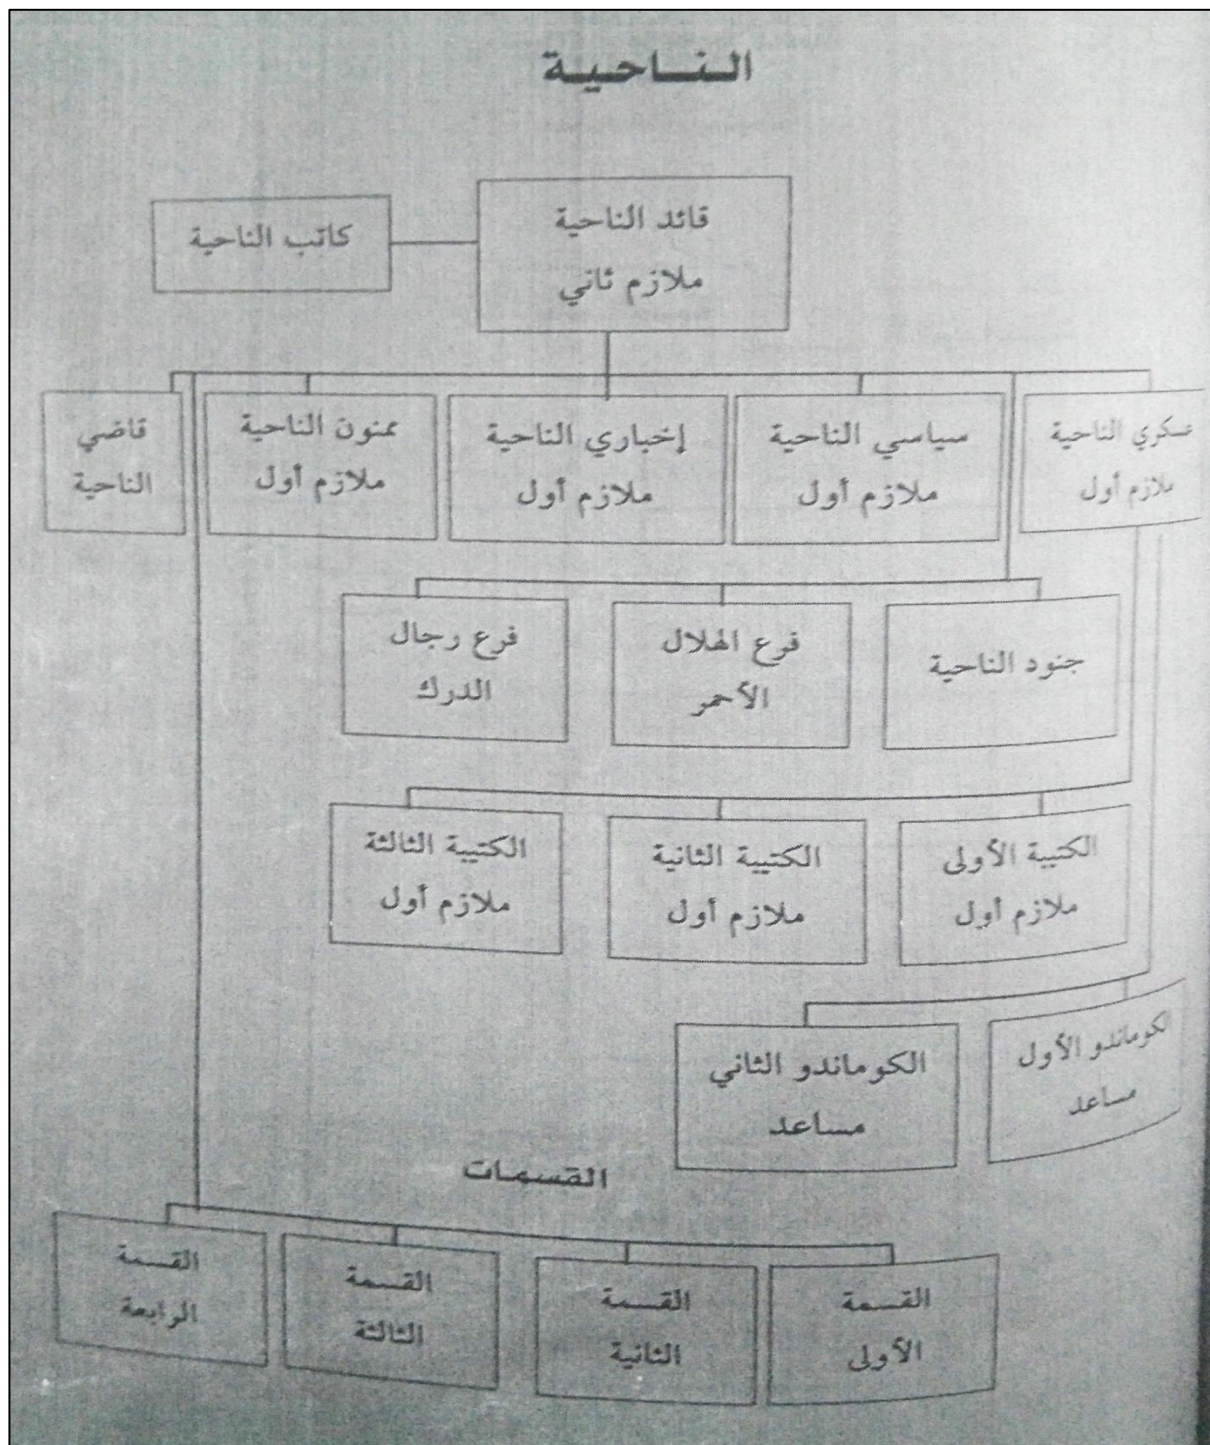 الناحية
قائد الناحية
ملازم ثاني
كاتب الناحية
عسكري الناحية
ملازم أول
سياسي الناحية
ملازم أول
إخباري الناحية
ملازم أول
ممنون الناحية
ملازم أول
قاضي
الناحية
جنود الناحية
فرع الهلال
الأحمر
فرع رجال
الدرك
الكتيبة الأولى
ملازم أول
الكتيبة الثانية
ملازم أول
الكتيبة الثالثة
ملازم أول
الكوماندو الأول
مساعد
الكوماندو الثاني
مساعد
القسمات
القسمة
الأولى
القسمة
الثانية
القسمة
الثالثة
القسمة
الرابعة